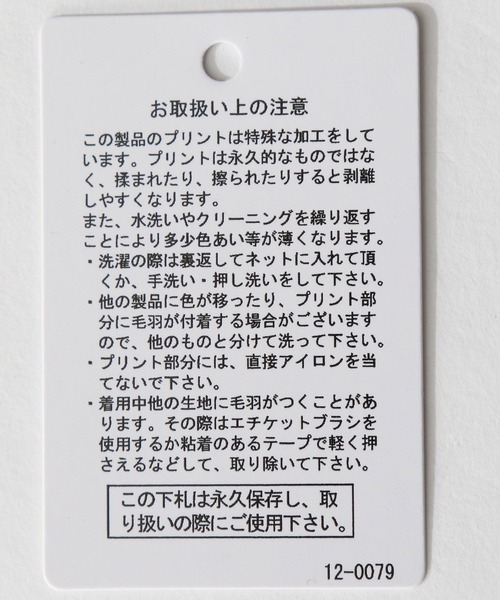 お取扱い上の注意
この製品のプリントは特殊な加工をして
います。プリントは永久的なものではな
く、揉まれたり、擦られたりすると剥離
しやすくなります。
また、水洗いやクリーニングを繰り返す
ことにより多少色あい等が薄くなります。
・洗濯の際は裏返してネットに入れて頂
くか、手洗い・押し洗いをして下さい。
・他の製品に色が移ったり、プリント部
分に毛羽が付着する場合がございます
ので、他のものと分けて洗って下さい。
・プリント部分には、直接アイロンを当
てないで下さい。
・着用中他の生地に毛羽がつくことがあ
ります。その際はエチケットブラシを
使用するか粘着のあるテープで軽く押
さえるなどして、取り除いて下さい。
この下札は永久保存し、取
り扱いの際にご使用下さい。
12-0079